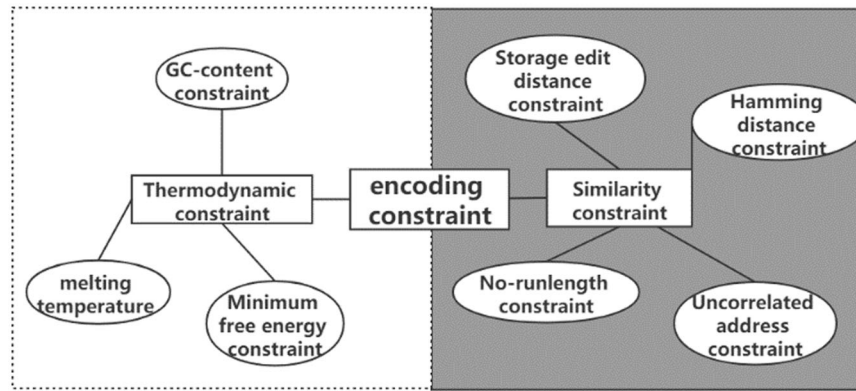 GC-content
constraint
Storage edit
distance
constraint
Hamming
distance
constraint
Thermodynamic
constraint
encoding
constraint
Similarity
constraint
melting
temperature
Minimum
free energy
constraint
No-runlength
constraint
Uncorrelated
address
constraint